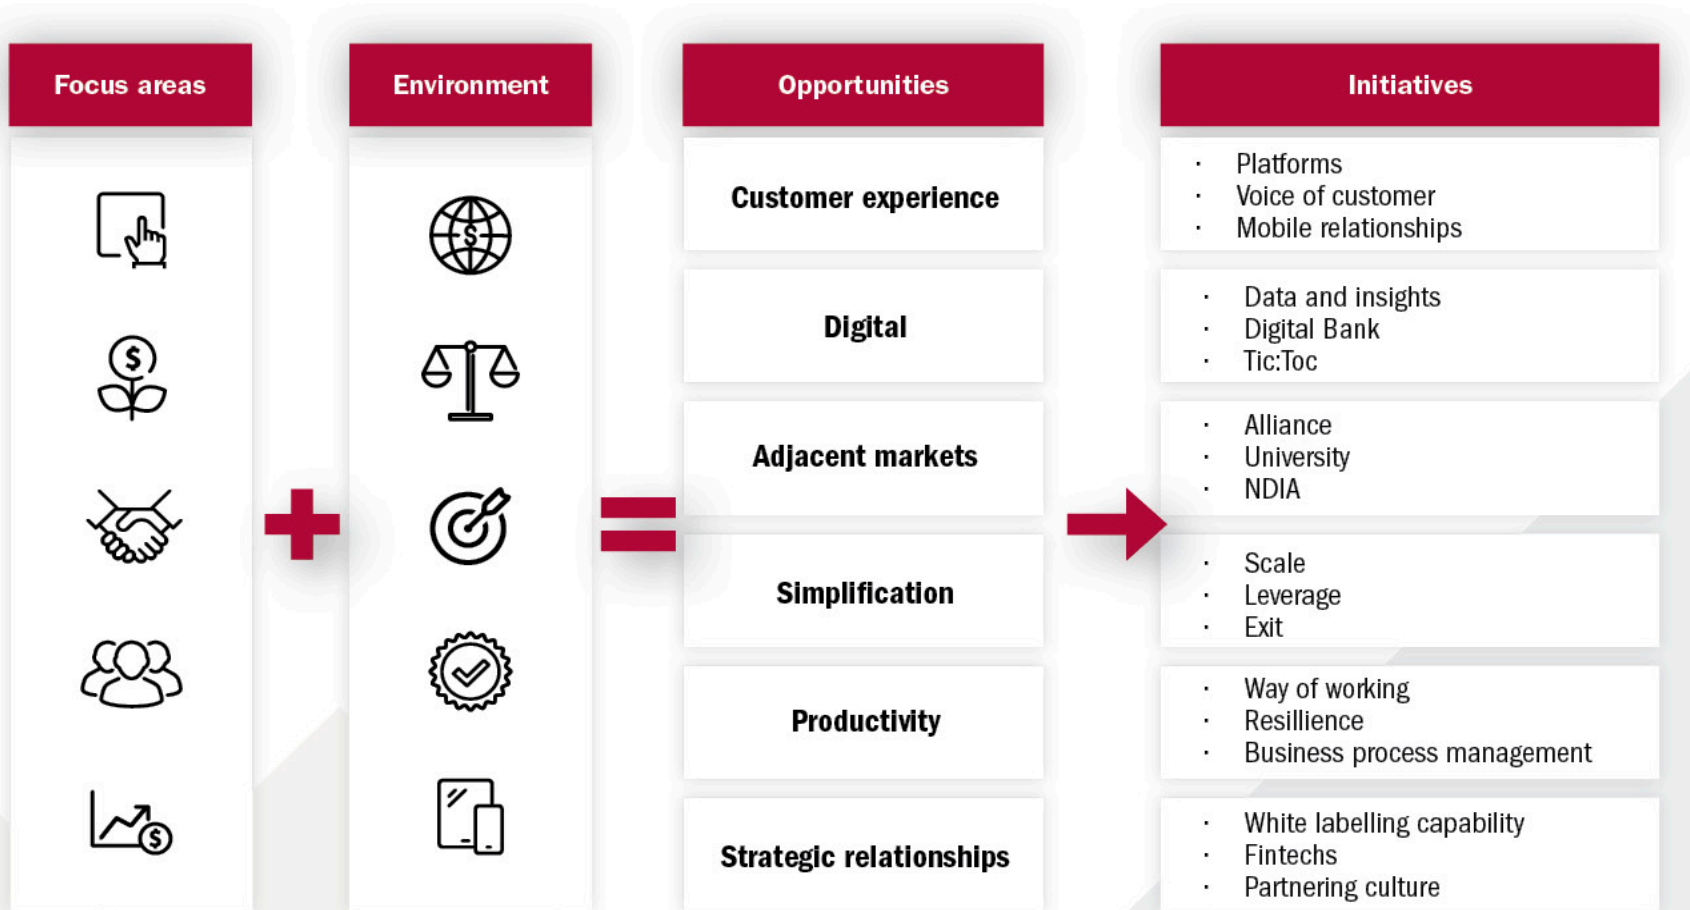 Focus areas
Environment
Opportunities
Initiatives
Customer experience
· Platforms
· Voice of customer
· Mobile relationships
Digital
· Data and insights
· Digital Bank
· Tic:Toc
Adjacent markets
· Alliance
· University
· NDIA
Simplification
· Scale
· Leverage
· Exit
Productivity
· Way of working
· Resillience
· Business process management
Strategic relationships
· White labelling capability
· Fintechs
· Partnering culture